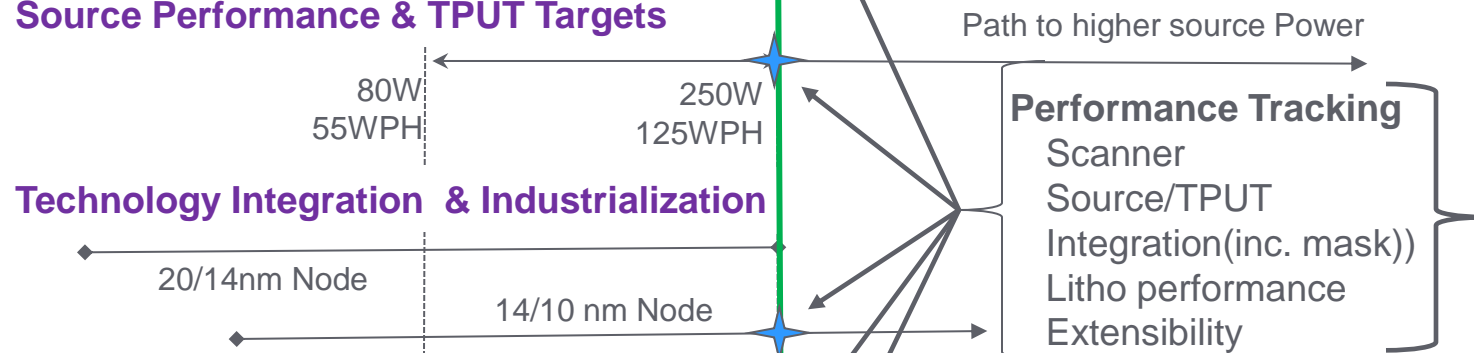 Source Performance & TPUT Targets
Path to higher source Power
80W
55WPH
250W
125WPH
Technology Integration & Industrialization
20/14nm Node
14/10 nm Node
Performance Tracking
Scanner
Source/TPUT
Integration(inc. mask))
Litho performance
Extensibility